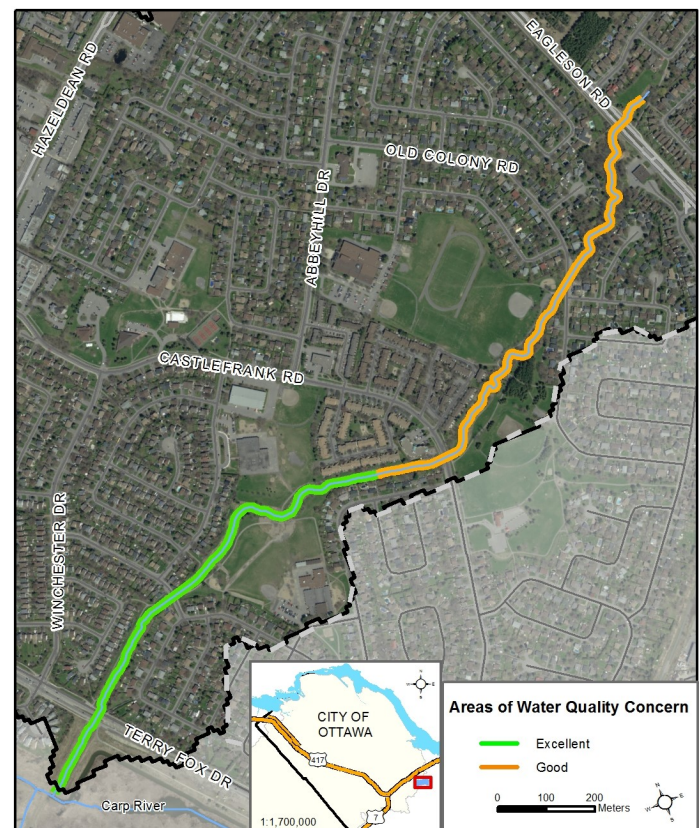 EAGLESON RD
HAZELDEAN RD
OLD COLONY RD
ABBEYHILL DR
CASTLEFRANK RD
WINCHESTER DR
TERRY FOX DR
Carp River
CITY OF
OTTAWA
417
7
1:1,700,000
Areas of Water Quality Concern
Excellent
Good
0 100 200
Meters